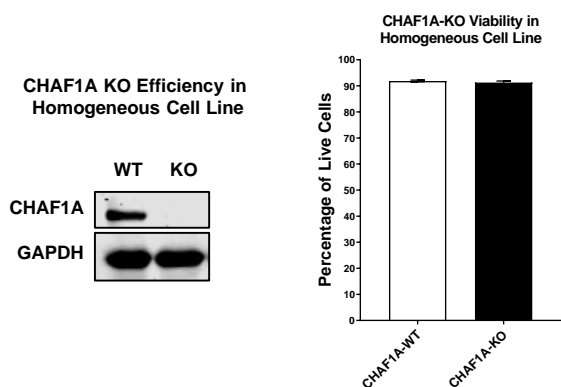 CHAF1A KO Efficiency in
Homogeneous Cell Line
WT KO
CHAF1A
GAPDH
CHAF1A-KO Viability in
Homogeneous Cell Line
Percentage of Live Cells
100
90
80
70
60
50
40
30
20
10
0
CHAF1A-WT
CHAF1A-KO